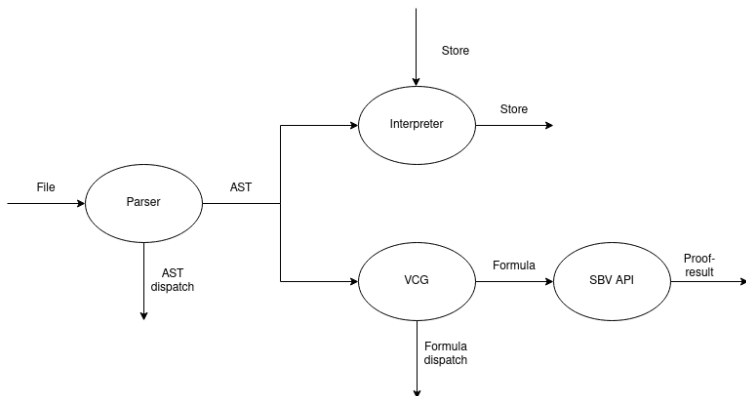 Store
Interpreter
Store
File
Parser
AST
AST
dispatch
VCG
Formula
SBV API
Proof-
result
Formula
dispatch